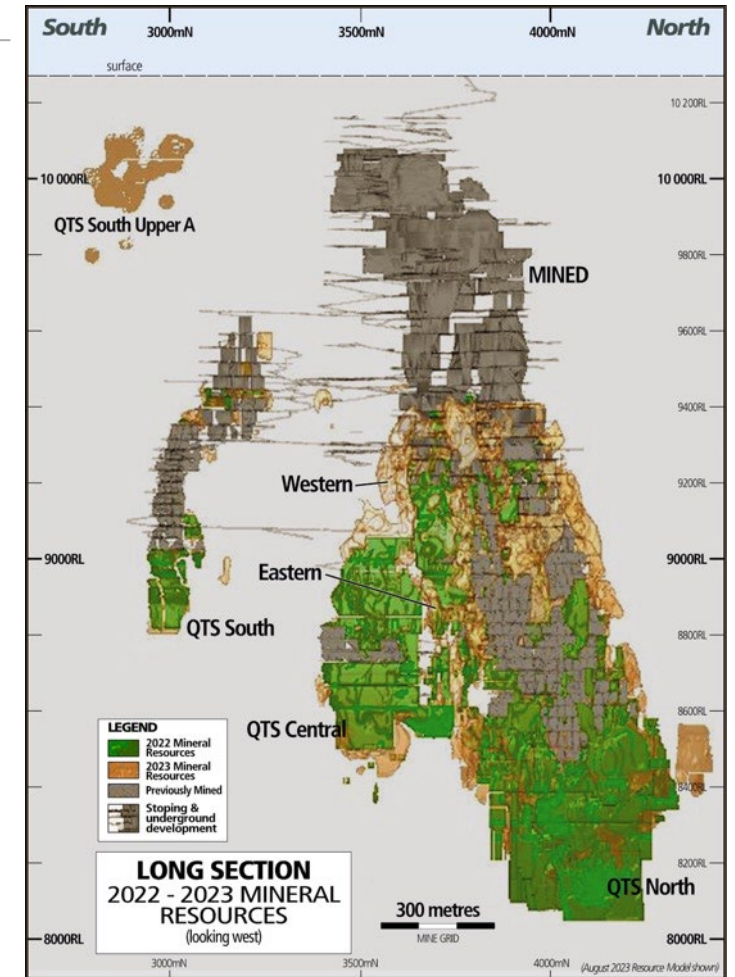 South 3000mN 3500mN 4000mN North
surface
10 200RL
10 000RL 10 000RL
QTS South Upper A
9800RL
MINED
9600RL
9400RL
Western
9200RL
9000RL 9000RL
Eastern
8800RL
QTS South
8600RL
QTS Central
8400RL
LEGEND
2022 Mineral
Resources
2023 Mineral
Resources
Previously Mined
Stoping &
underground
development
8200RL
LONG SECTION
2022 - 2023 MINERAL
RESOURCES
(looking west)
QTS North
300 metres
MINE GRID
8000RL 8000RL
3000mN 3500mN 4000mN
(August 2023 Resource Model shown)